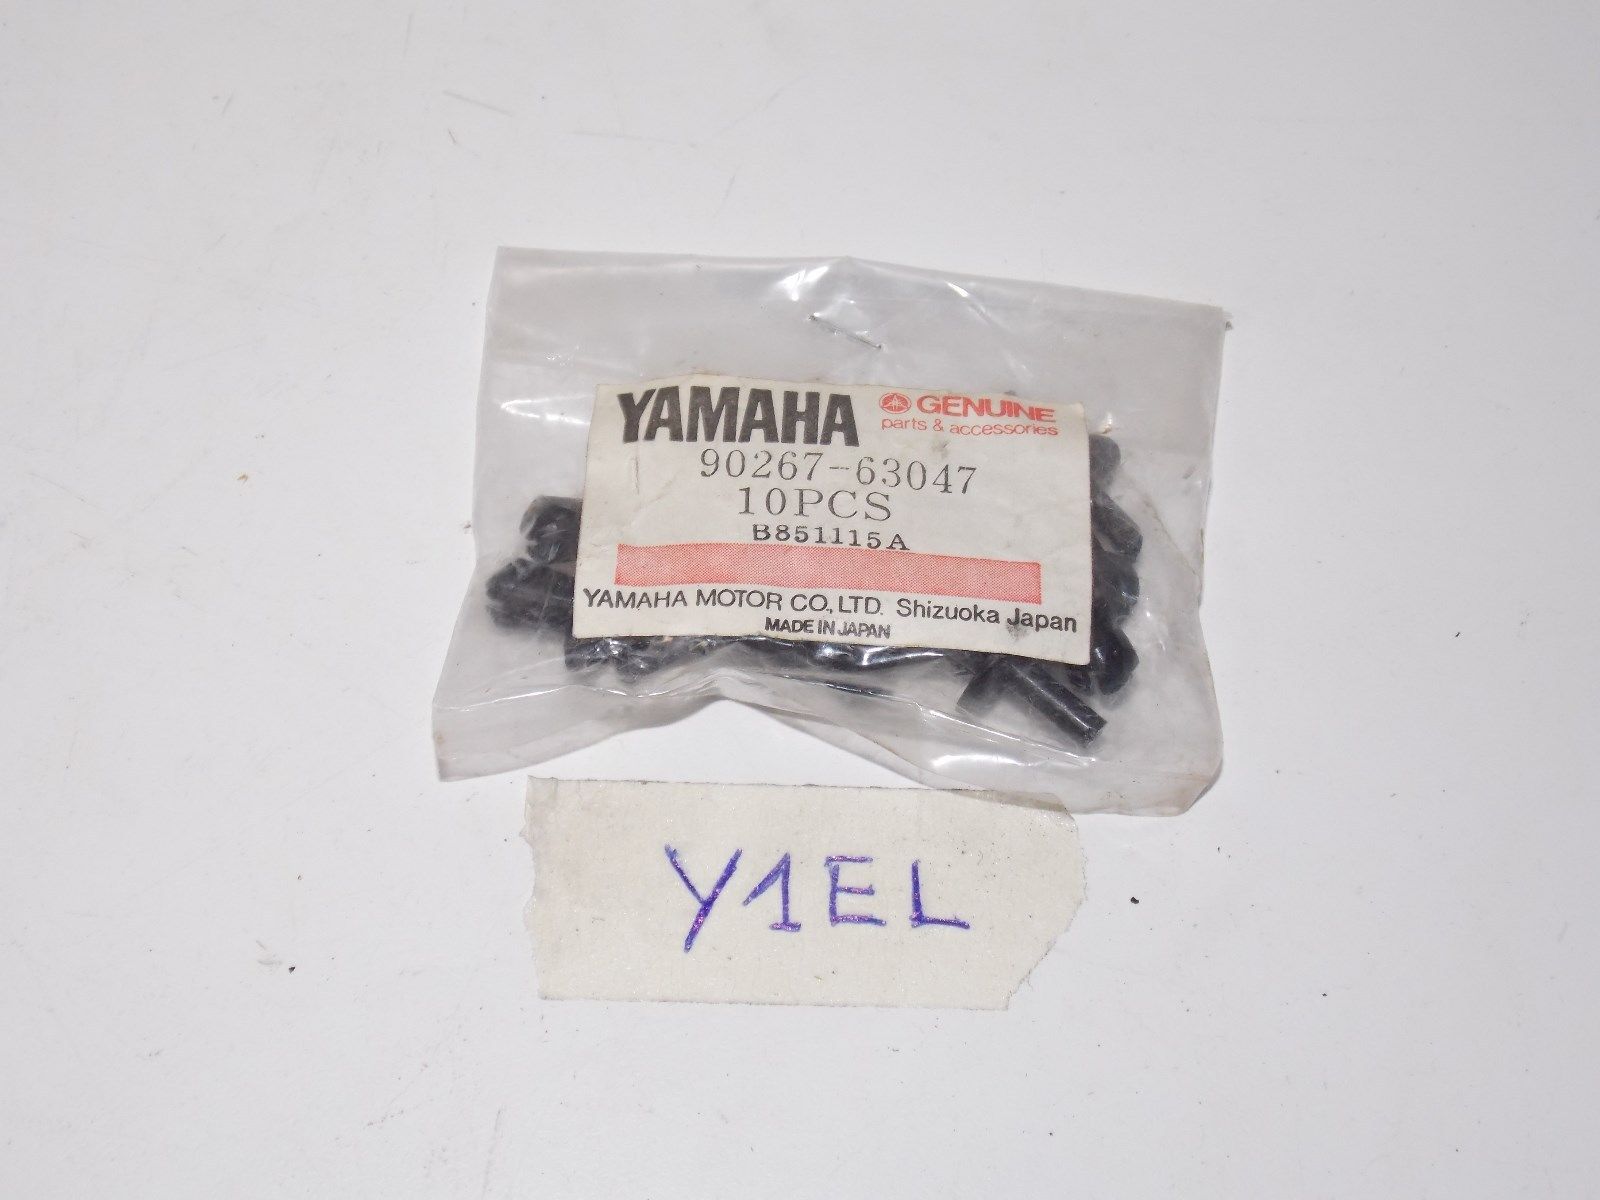 YAMAHA GENUINE
parts & accessories
90267-63047
10PCS
B851115A
YAMAHA MOTOR CO., LTD. Shizuoka Japan
MADE IN JAPAN
Y1EL